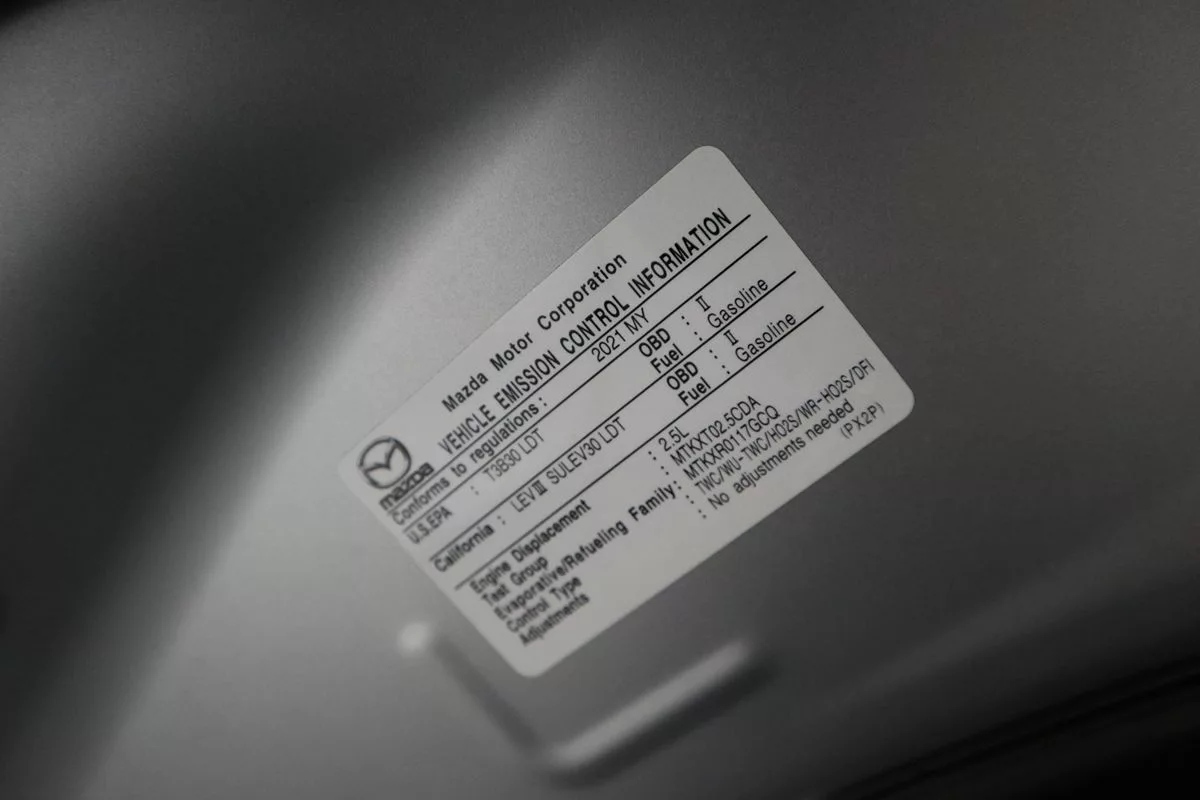 Mazda Motor Corporation
mazda VEHICLE EMISSION CONTROL INFORMATION
Conforms to regulations: 2021 MY
U.S.EPA : T3B30 LDT OBD : II
Fuel : Gasoline
California : LEVIII SULEV30 LDT OBD : II
Fuel : Gasoline
Engine Displacement : 2.5L
Test Group : MTKXT02.5CDA
Evaporative/Refueling Family: MTKXR0117GCQ
Control Type : TWC/WU-TWC/HO2S/WR-HO2S/DFI
Adjustments : No adjustments needed
(PX2P)